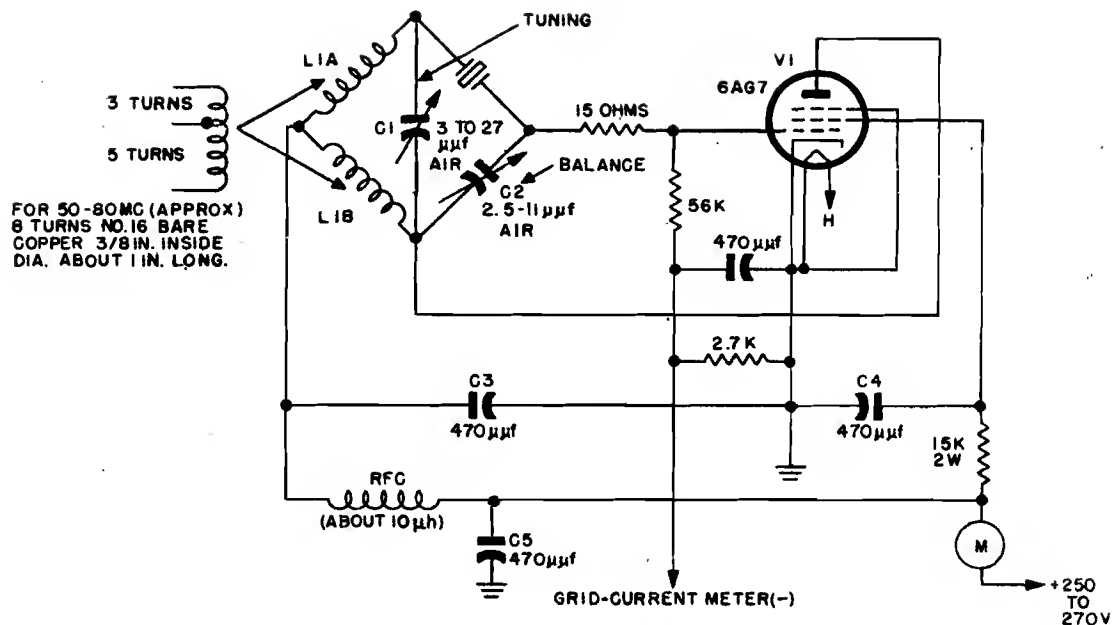 TUNING
L1A
V1
6AG7
3 TURNS
5 TURNS
15 OHMS
C1
3 TO 27
μμf
AIR
BALANCE
C2
2.5-11μμf
AIR
L1B
56K
H
FOR 50-80MC (APPROX)
8 TURNS NO.16 BARE
COPPER 3/8 IN. INSIDE
DIA. ABOUT 1 IN. LONG.
470μμf
2.7K
C3
470μμf
C4
470μμf
15K
2W
RFC
(ABOUT 10μh)
C5
470μμf
M
GRID-CURRENT METER(-)
+250
TO
270V